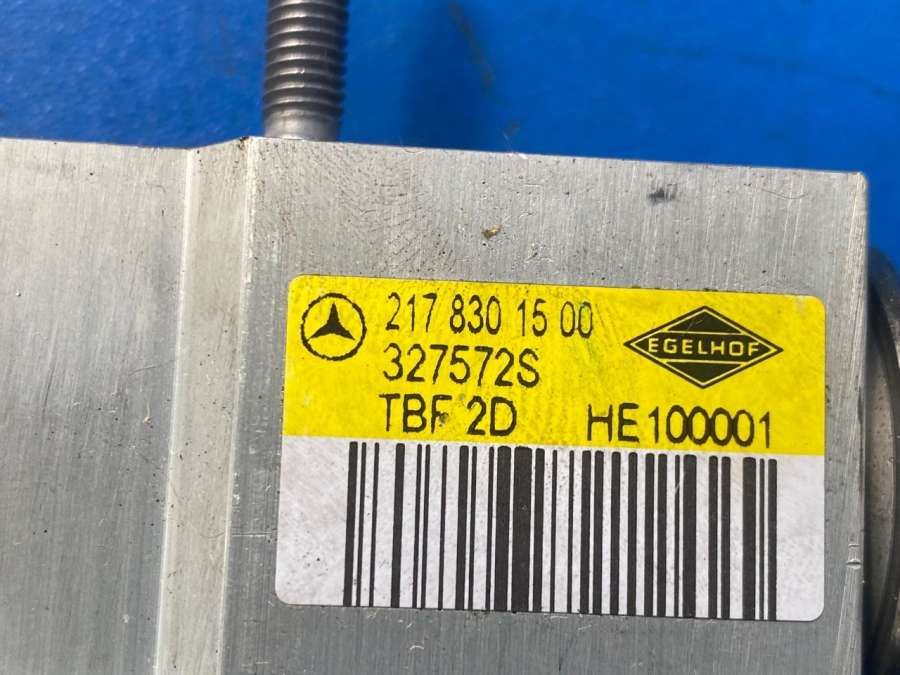 217 830 15 00
EGELHOF
327572S
TBF 2D HE100001